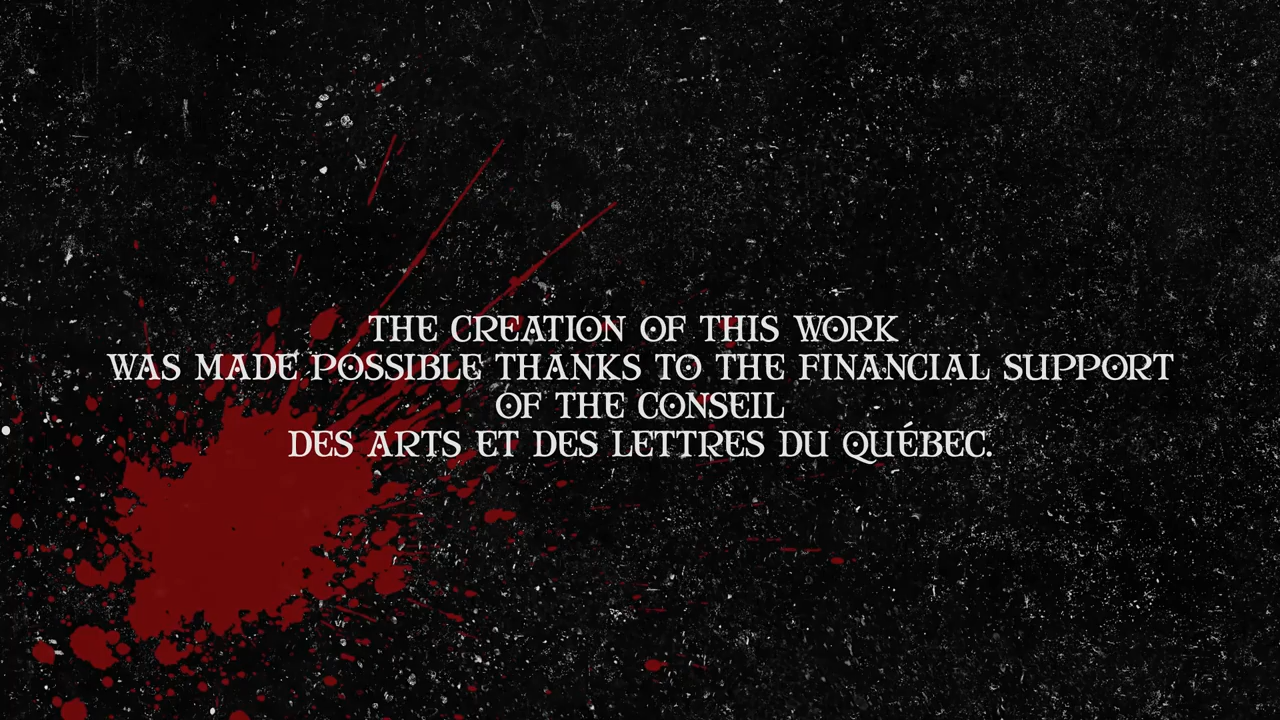 THE CREATION OF THIS WORK
WAS MADE POSSIBLE THANKS TO THE FINANCIAL SUPPORT
OF THE CONSEIL
DES ARTS ET DES LETTRES DU QUÉBEC.